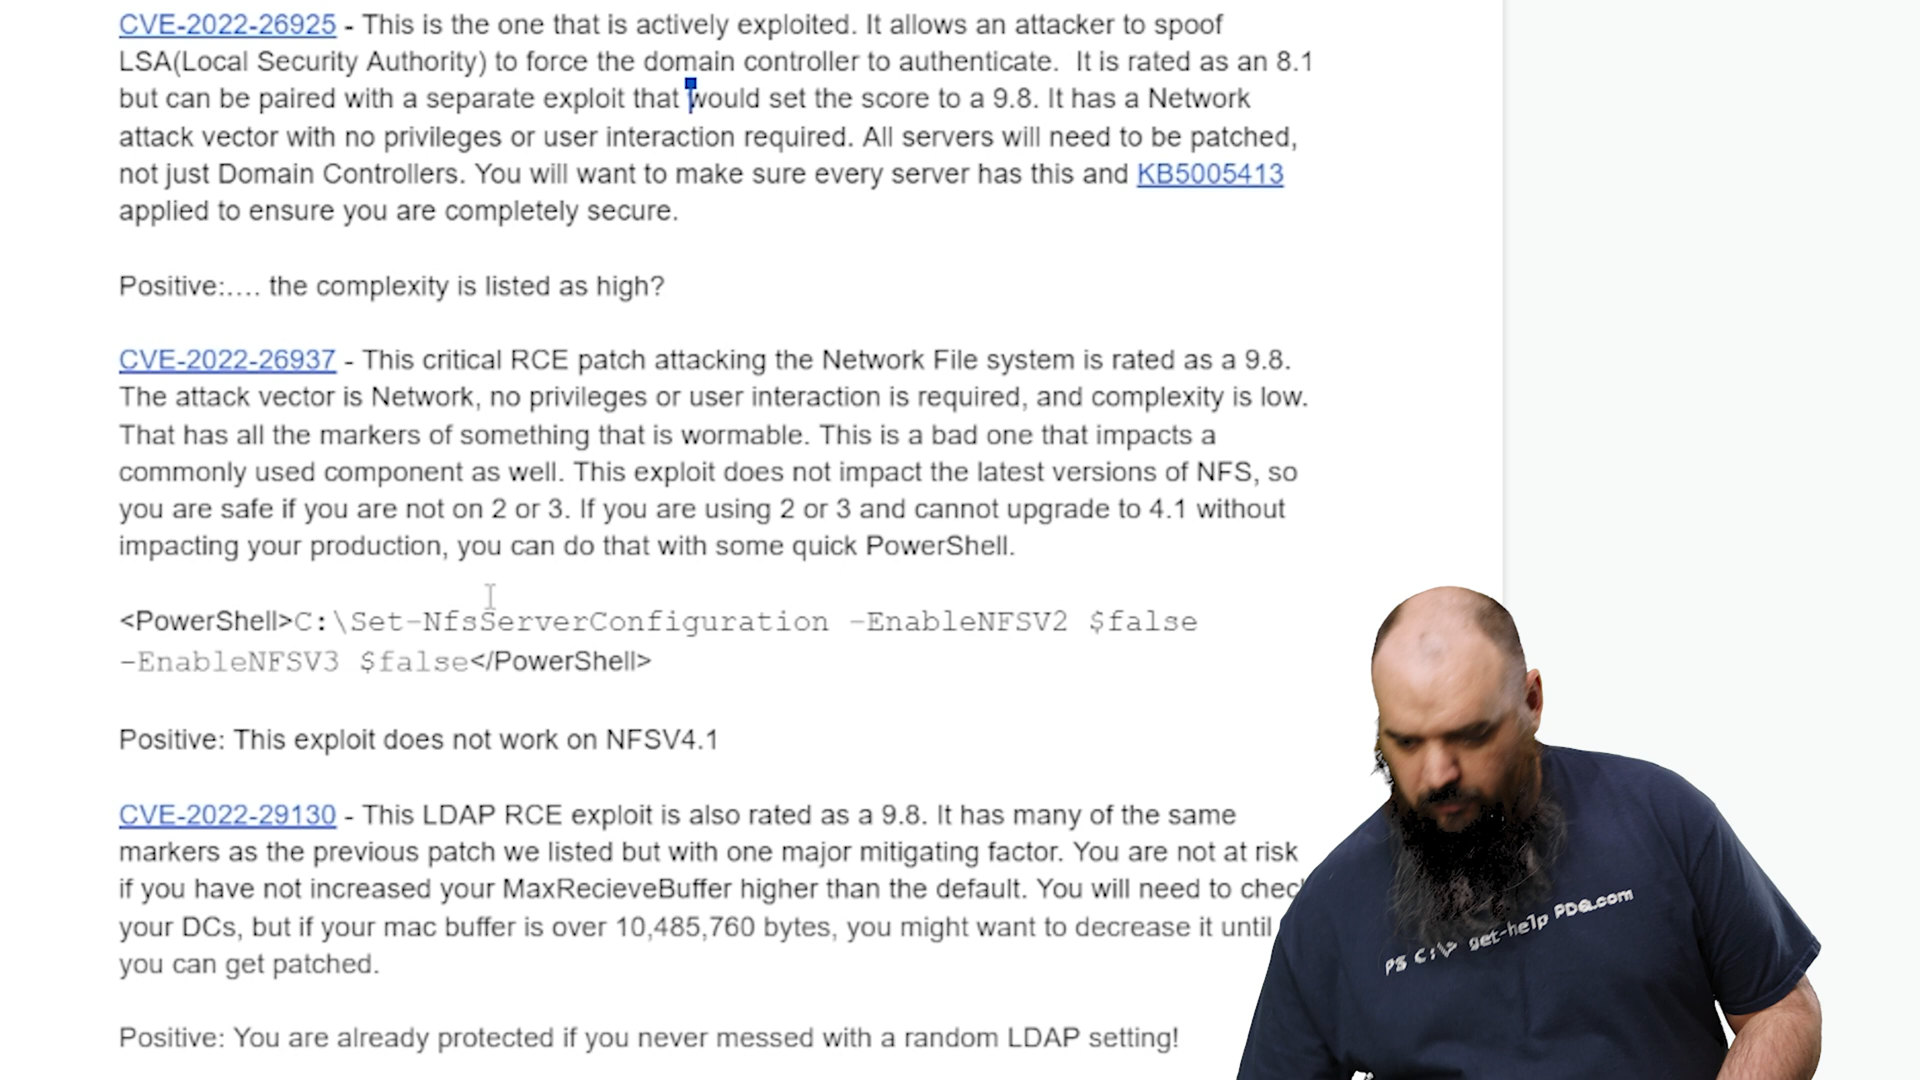 CVE-2022-26925 - This is the one that is actively exploited. It allows an attacker to spoof
LSA(Local Security Authority) to force the domain controller to authenticate.  It is rated as an 8.1
but can be paired with a separate exploit that would set the score to a 9.8. It has a Network
attack vector with no privileges or user interaction required. All servers will need to be patched,
not just Domain Controllers. You will want to make sure every server has this and KB5005413
applied to ensure you are completely secure.
Positive:.... the complexity is listed as high?
CVE-2022-26937 - This critical RCE patch attacking the Network File system is rated as a 9.8.
The attack vector is Network, no privileges or user interaction is required, and complexity is low.
That has all the markers of something that is wormable. This is a bad one that impacts a
commonly used component as well. This exploit does not impact the latest versions of NFS, so
you are safe if you are not on 2 or 3. If you are using 2 or 3 and cannot upgrade to 4.1 without
impacting your production, you can do that with some quick PowerShell.
<PowerShell>C:\Set-NfsServerConfiguration -EnableNFSV2 $false
-EnableNFSV3 $false</PowerShell>
Positive: This exploit does not work on NFSV4.1
CVE-2022-29130 - This LDAP RCE exploit is also rated as a 9.8. It has many of the same
markers as the previous patch we listed but with one major mitigating factor. You are not at risk
if you have not increased your MaxRecieveBuffer higher than the default. You will need to check
your DCs, but if your mac buffer is over 10,485,760 bytes, you might want to decrease it until
you can get patched.
Positive: You are already protected if you never messed with a random LDAP setting!
PS C:\> get-help PDQ.com